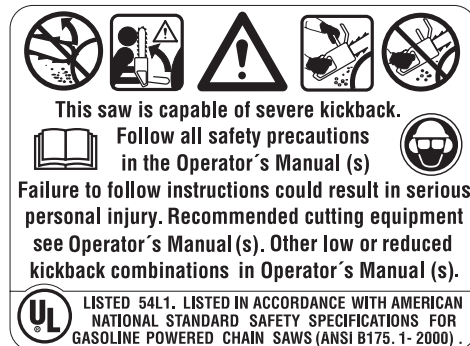 This saw is capable of severe kickback.
Follow all safety precautions
in the Operator´s Manual (s)
Failure to follow instructions could result in serious
personal injury. Recommended cutting equipment
see Operator´s Manual (s). Other low or reduced
kickback combinations in Operator´s Manual (s).
UL
LISTED 54L1. LISTED IN ACCORDANCE WITH AMERICAN
NATIONAL STANDARD SAFETY SPECIFICATIONS FOR
GASOLINE POWERED CHAIN SAWS (ANSI B175. 1- 2000) .